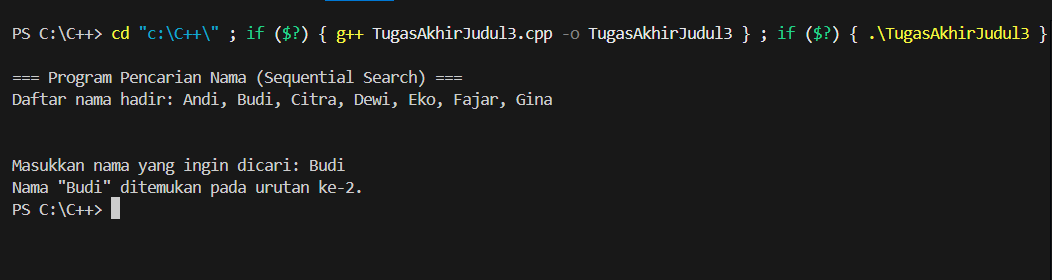 PS C:\C++> cd "c:\C++\" ; if ($?) { g++ TugasAkhirJudul3.cpp -o TugasAkhirJudul3 } ; if ($?) { .\TugasAkhirJudul3 }
=== Program Pencarian Nama (Sequential Search) ===
Daftar nama hadir: Andi, Budi, Citra, Dewi, Eko, Fajar, Gina
Masukkan nama yang ingin dicari: Budi
Nama "Budi" ditemukan pada urutan ke-2.
PS C:\C++>